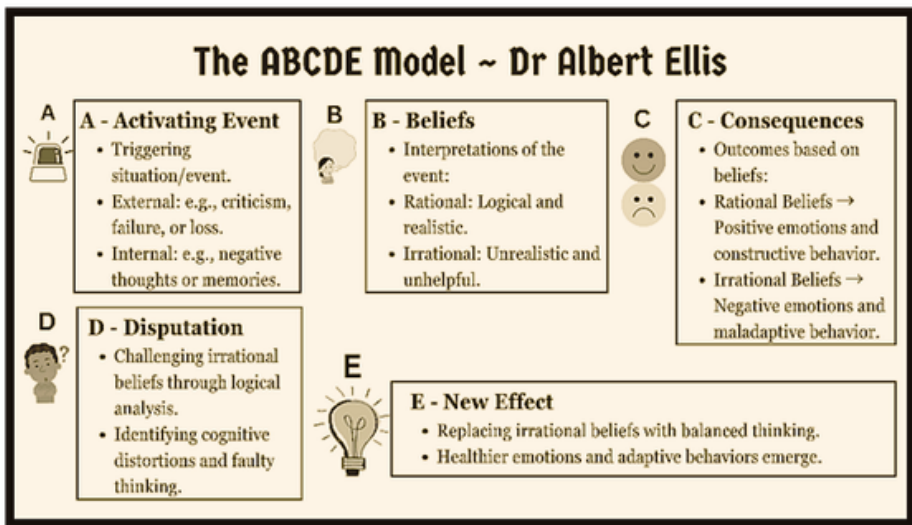 The ABCDE Model ~ Dr Albert Ellis
A
A - Activating Event
• Triggering
situation/event.
• External: e.g., criticism,
failure, or loss.
• Internal: e.g., negative
thoughts or memories.
B
B - Beliefs
• Interpretations of the
event:
• Rational: Logical and
realistic.
• Irrational: Unrealistic and
unhelpful.
C
C - Consequences
• Outcomes based on
beliefs:
• Rational Beliefs →
Positive emotions and
constructive behavior.
• Irrational Beliefs →
Negative emotions and
maladaptive behavior.
D
?
D - Disputation
• Challenging irrational
beliefs through logical
analysis.
• Identifying cognitive
distortions and faulty
thinking.
E
E - New Effect
• Replacing irrational beliefs with balanced thinking.
• Healthier emotions and adaptive behaviors emerge.